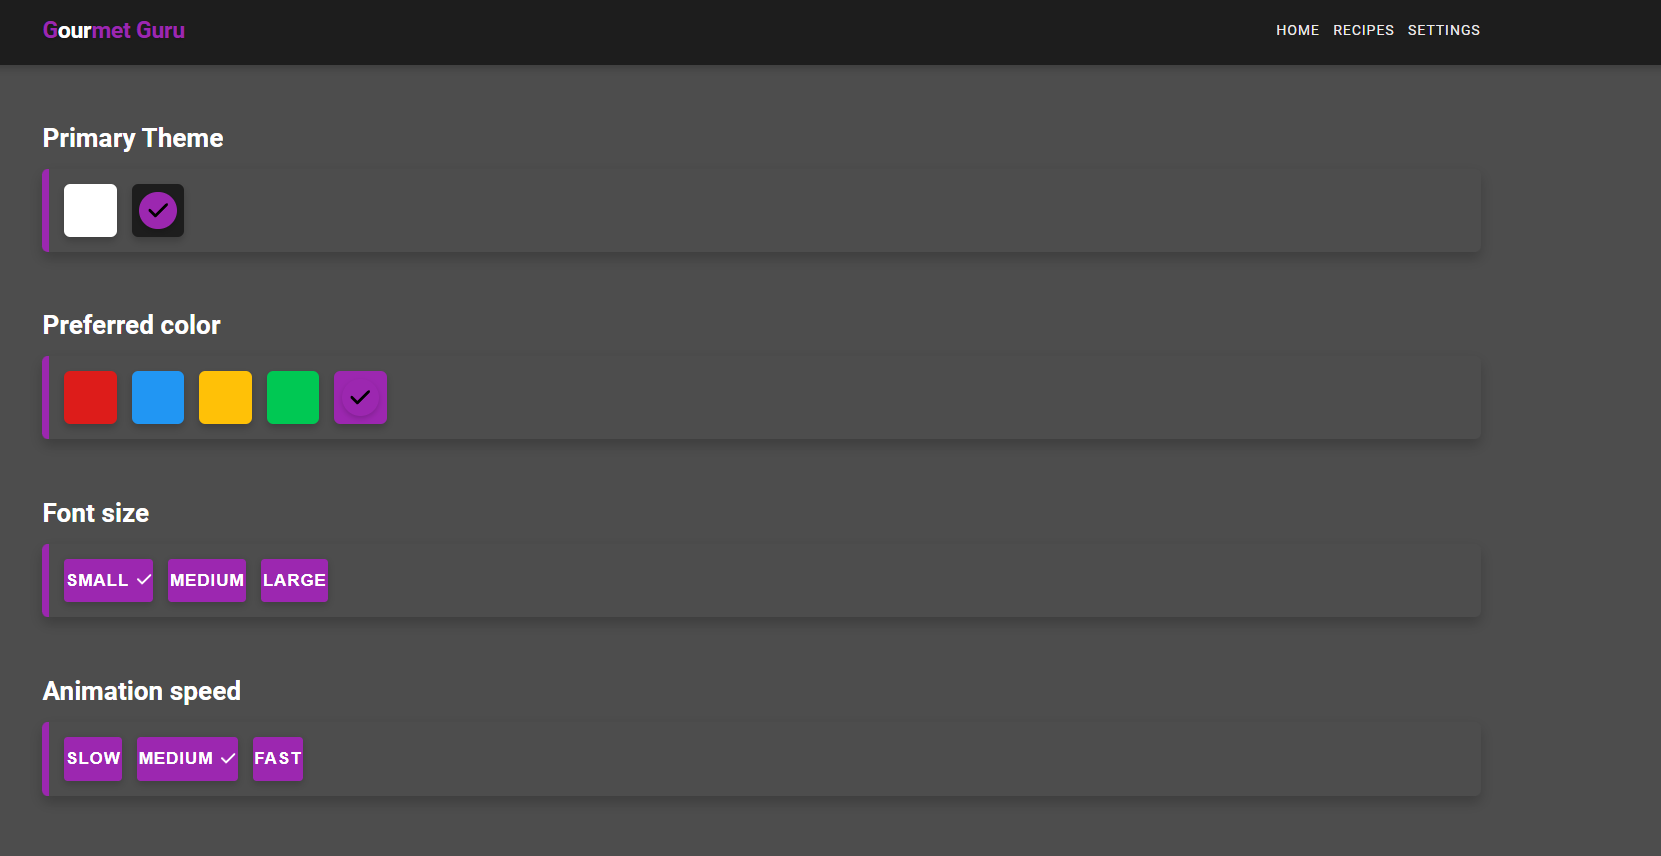 Gourmet Guru
HOME RECIPES SETTINGS
Primary Theme
Preferred color
Font size
SMALL MEDIUM LARGE
Animation speed
SLOW MEDIUM FAST